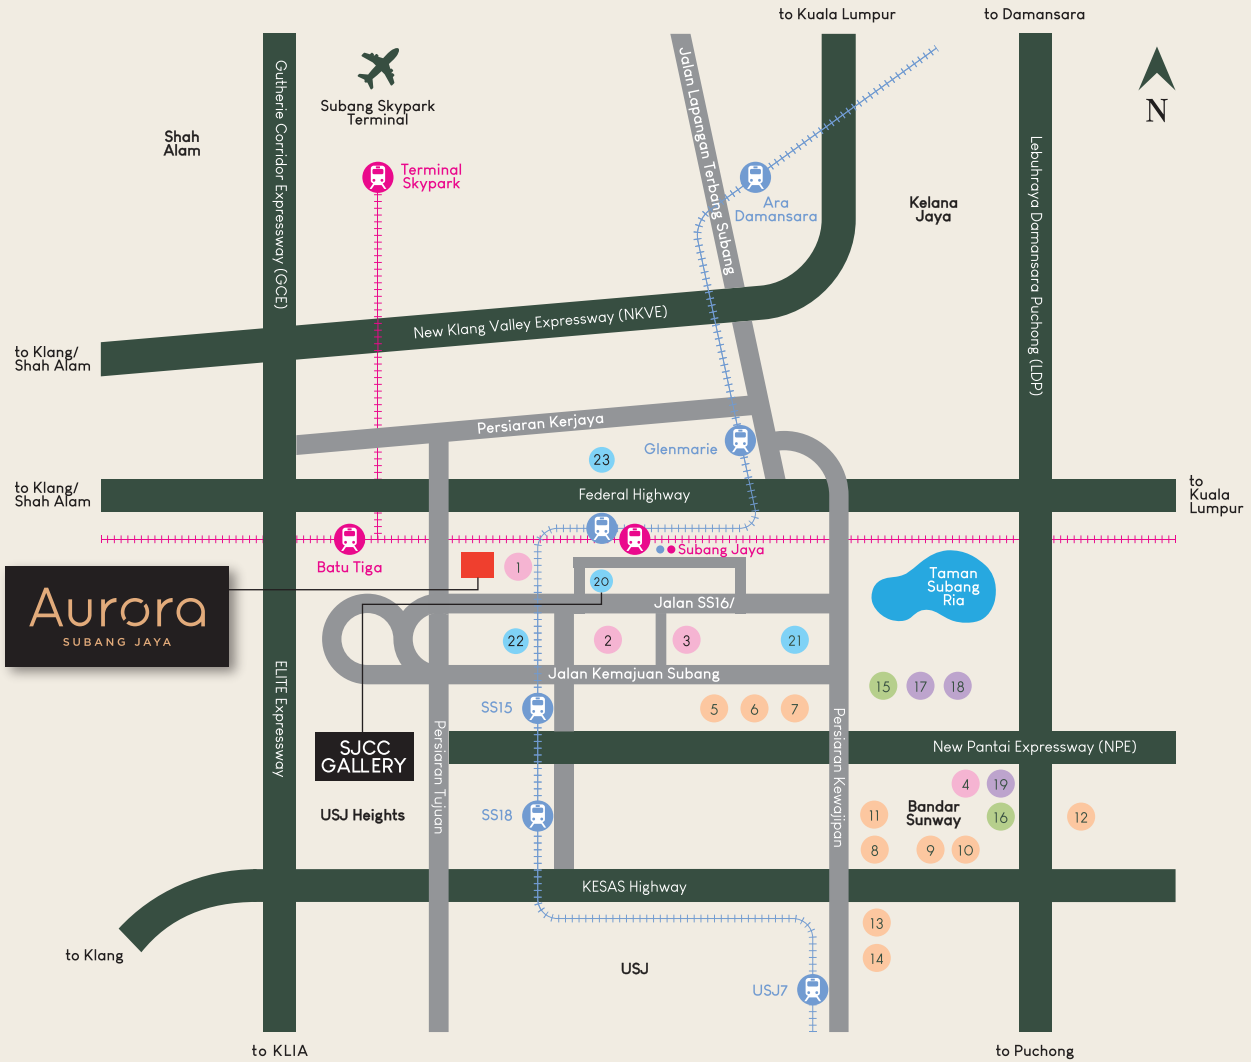 to Kuala Lumpur
to Damansara
N
Gutherie Corridor Expressway (GCE)
Subang Skypark
Terminal
Shah
Alam
Terminal
Skypark
Jalan Lapangan Terbang Subang
Ara
Damansara
Kelana
Jaya
Lebuhraya Damansara Puchong (LDP)
New Klang Valley Expressway (NKVE)
to Klang/
Shah Alam
Persiaran Kerjaya
Glenmarie
23
to Klang/
Shah Alam
Federal Highway
to
Kuala
Lumpur
Batu Tiga
Subang Jaya
1
20
Taman
Subang
Ria
Aurora
SUBANG JAYA
Jalan SS16/
22
2
3
21
Jalan Kemajuan Subang
ELITE Expressway
15
17
18
SS15
5
6
7
SJCC
GALLERY
Persiaran Tujuan
Persiaran Kewajipan
New Pantai Expressway (NPE)
4
19
USJ Heights
SS18
11
Bandar
Sunway
16
12
8
9
10
KESAS Highway
13
14
to Klang
USJ
USJ7
to KLIA
to Puchong